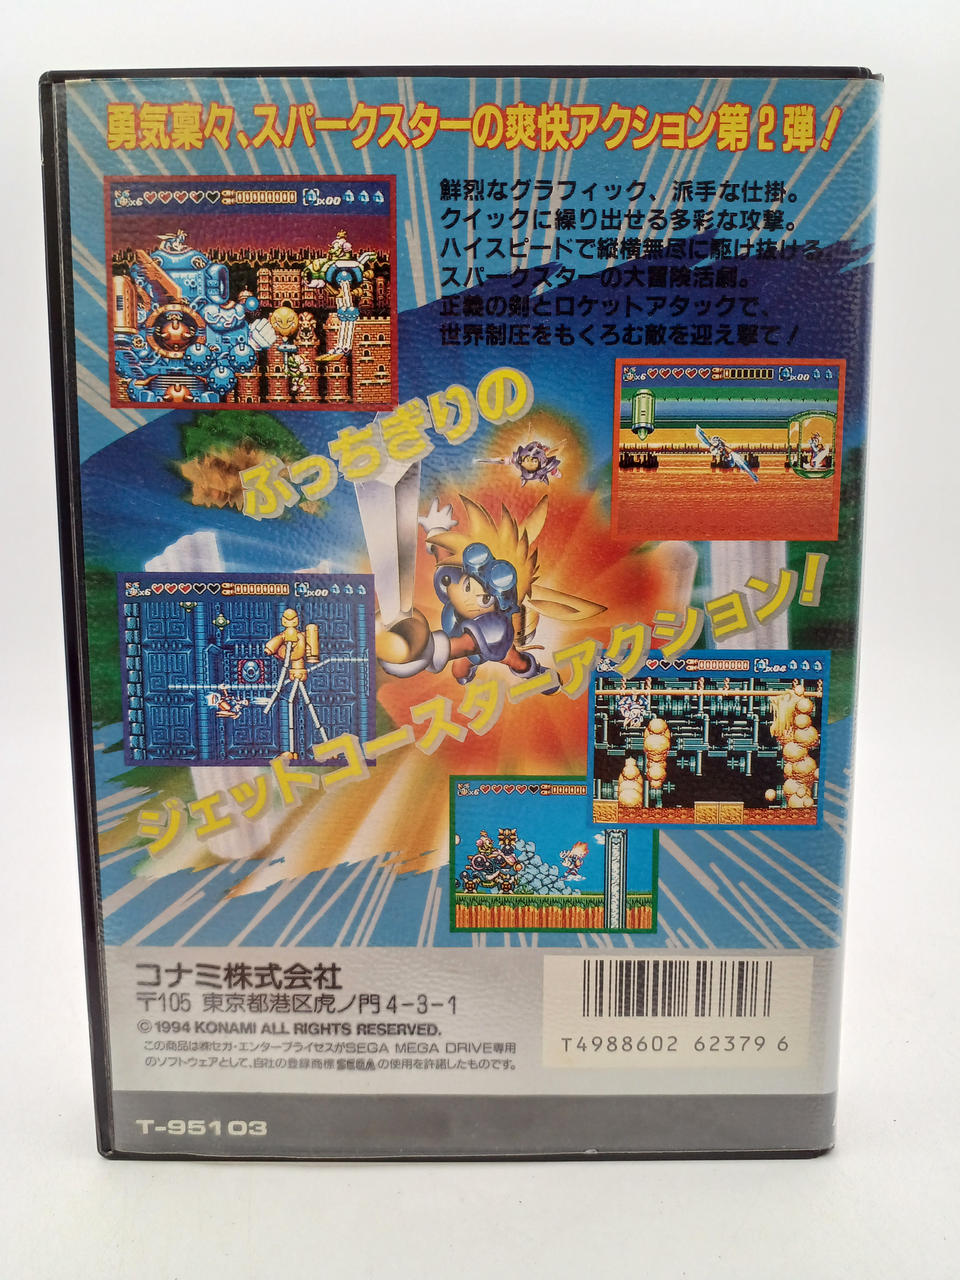 勇気凛々、スパークスターの爽快アクション第2弾!
鮮烈なグラフィック、派手な仕掛。
クイックに繰り出せる多彩な攻撃。
ハイスピードで縦横無尽に駆け抜ける、
スパークスターの大冒険活劇。
正義の剣とロケットアタックで、
世界制圧をもくろむ敵を迎え撃て!
ぶっちぎりの
ジェットコースターアクション!
コナミ株式会社
〒105 東京都港区虎ノ門4-3-1
©1994 KONAMI ALL RIGHTS RESERVED.
この商品は㈱セガ・エンタープライゼスがSEGA MEGA DRIVE専用
のソフトウェアとして、自社の登録商標 SEGA の使用を許諾したものです。
T4988602 62379 6
T-95103